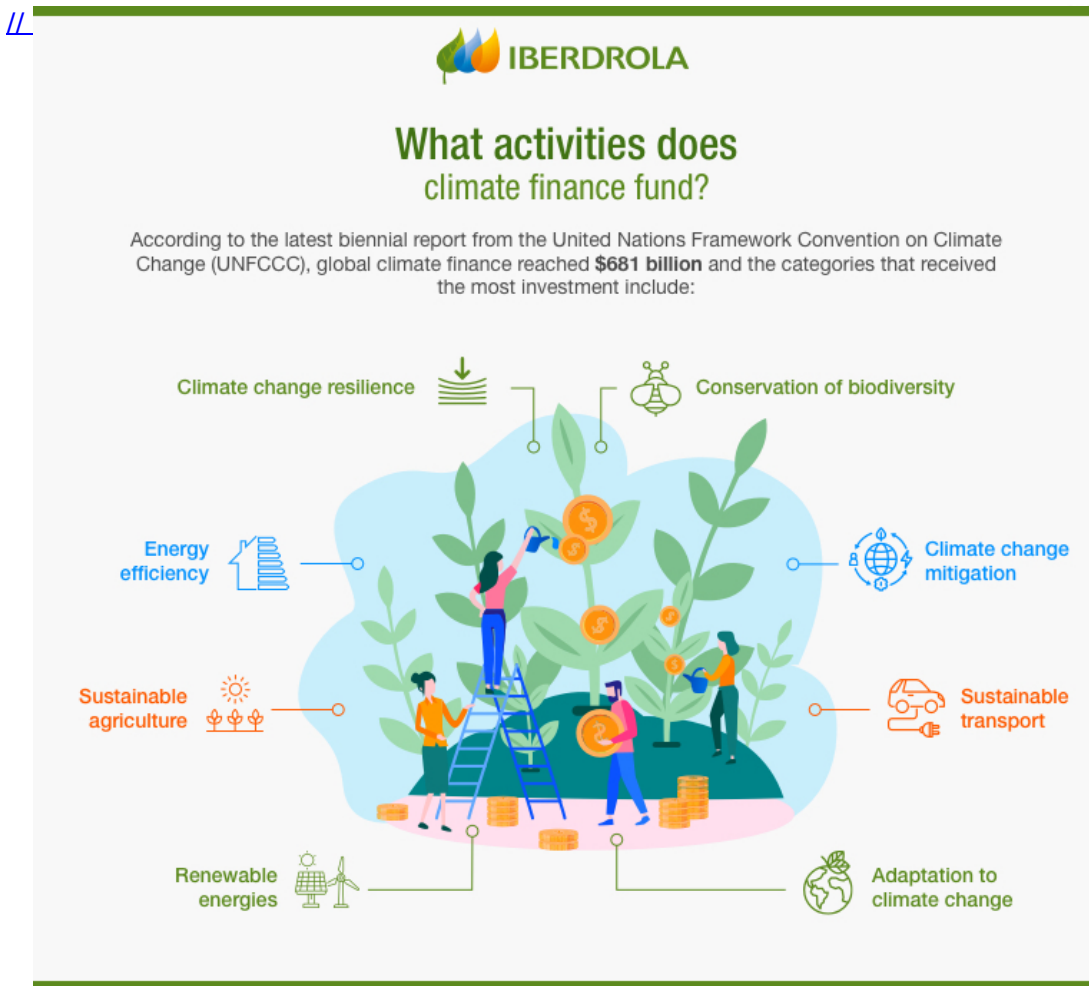 //
IBERDROLA
What activities does
climate finance fund?
According to the latest biennial report from the United Nations Framework Convention on Climate
Change (UNFCCC), global climate finance reached $681 billion and the categories that received
the most investment include:
Climate change resilience
Conservation of biodiversity
Energy
efficiency
Climate change
mitigation
Sustainable
agriculture
Sustainable
transport
Renewable
energies
Adaptation to
climate change